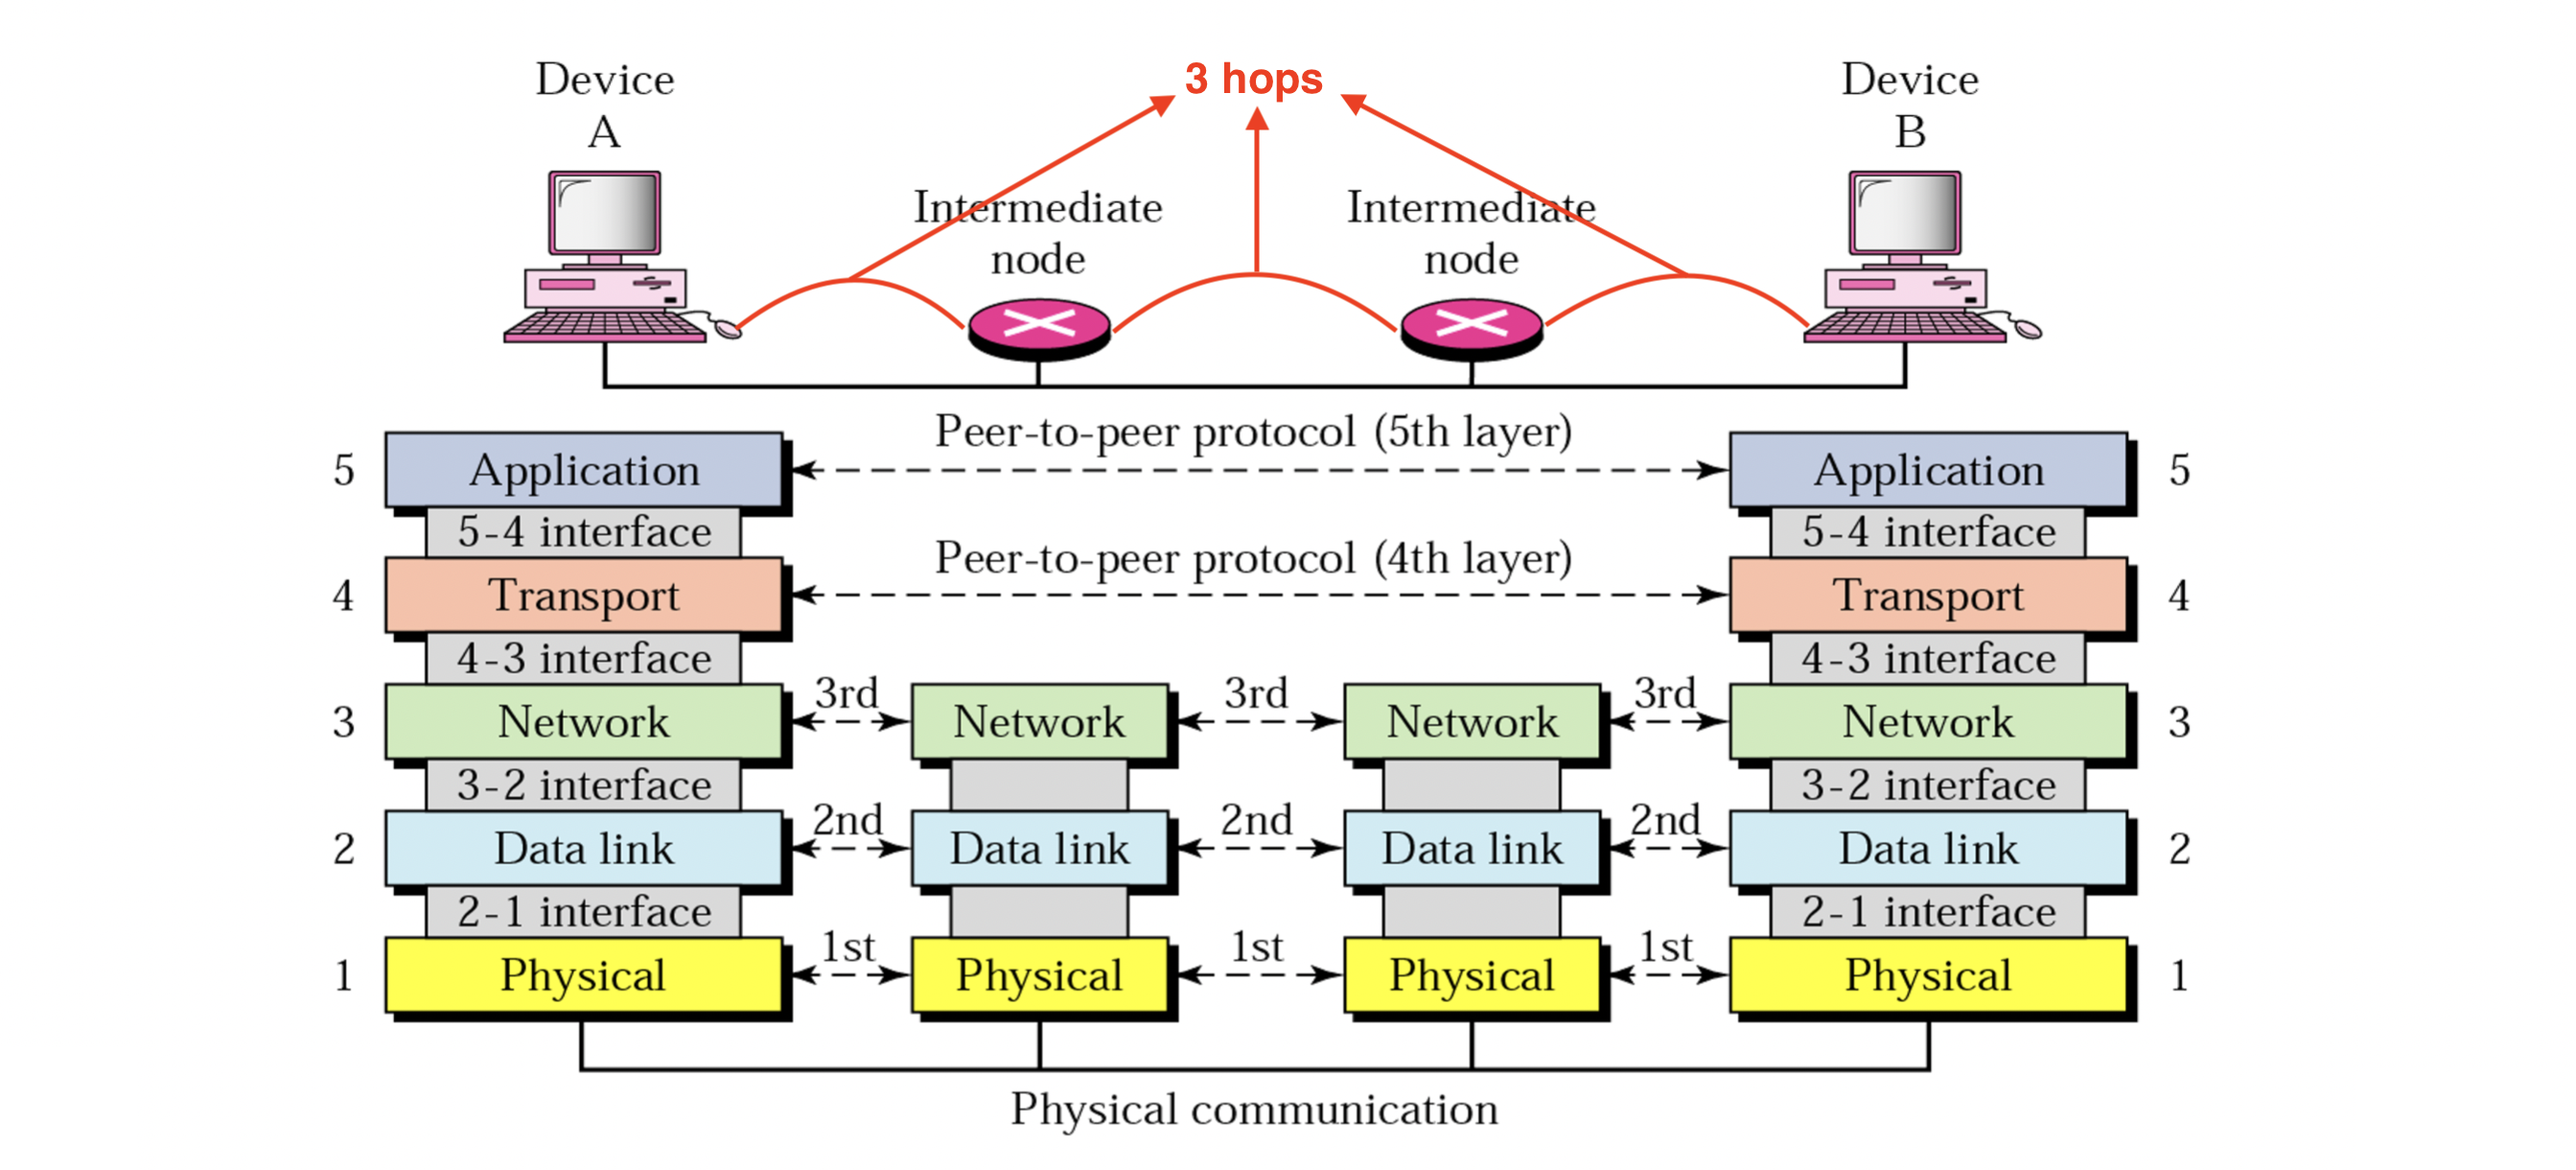 3 hops
Device
A
Device
B
Intermediate
node
Intermediate
node
Peer-to-peer protocol (5th layer)
5 Application Application 5
5-4 interface 5-4 interface
Peer-to-peer protocol (4th layer)
4 Transport Transport 4
4-3 interface 4-3 interface
3rd 3rd 3rd
3 Network Network Network Network 3
3-2 interface 3-2 interface
2nd 2nd 2nd
2 Data link Data link Data link Data link 2
2-1 interface 2-1 interface
1st 1st 1st
1 Physical Physical Physical Physical 1
Physical communication